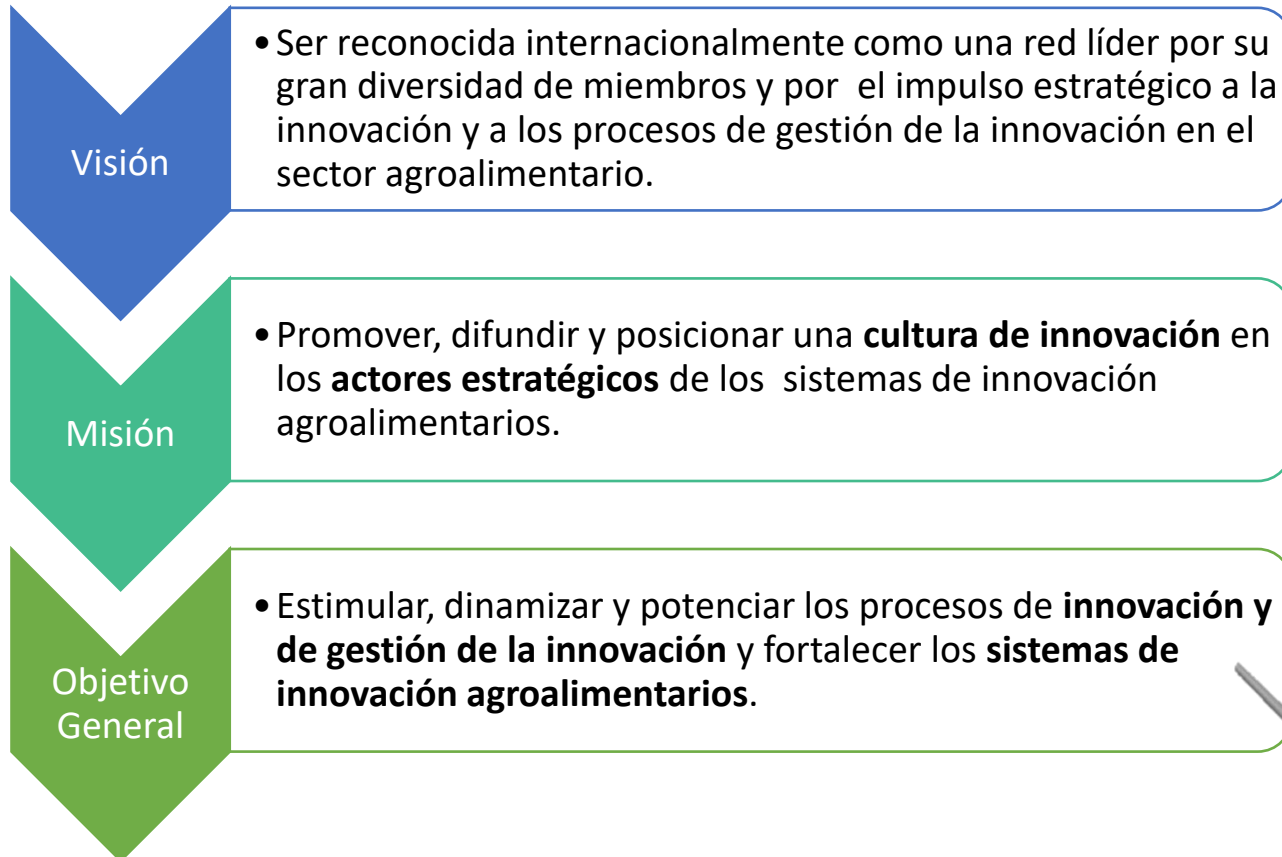 Visión
• Ser reconocida internacionalmente como una red líder por su
gran diversidad de miembros y por  el impulso estratégico a la
innovación y a los procesos de gestión de la innovación en el
sector agroalimentario.
Misión
• Promover, difundir y posicionar una cultura de innovación en
los actores estratégicos de los  sistemas de innovación
agroalimentarios.
Objetivo
General
• Estimular, dinamizar y potenciar los procesos de innovación y
de gestión de la innovación y fortalecer los sistemas de
innovación agroalimentarios.